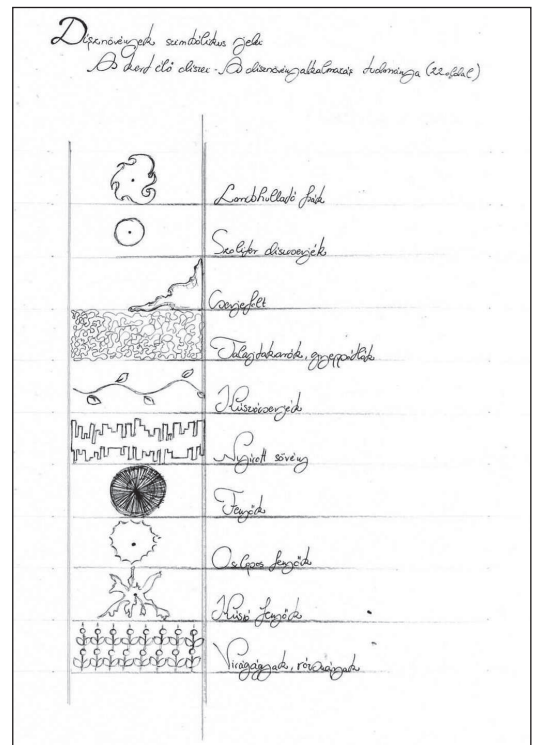 Dísznövények szimbólikus jelei
A kert élő díszei - A dísznövényalkalmazás tudománya (22. oldal)
Lombhullató fák
Szoliter díszcserjék
Cserjefolt
Talajtakarók, gyeppótlók
Kúszócserjék
Nyírott sövény
Fenyők
Oszlopos fenyők
Kúszó fenyők
Virágágyak, rózsaágyak